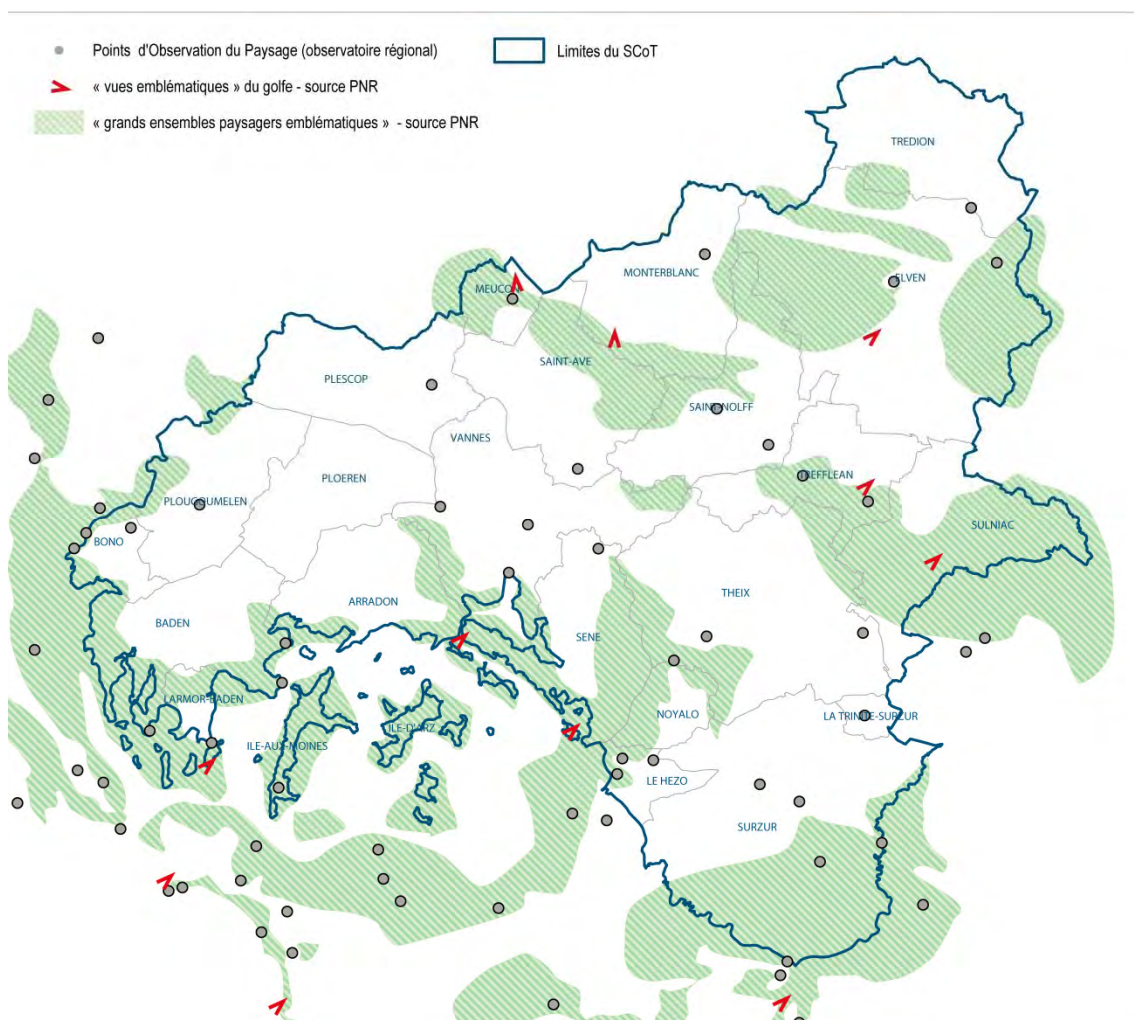 Points d'Observation du Paysage (observatoire régional)
Limites du SCoT
« vues emblématiques » du golfe - source PNR
« grands ensembles paysagers emblématiques » - source PNR
TREDION
MONTERBLANC
ELVEN
MEUCON
SAINT-AVE
PLESCOP
SAINT-NOLFF
VANNES
PLOEREN
TREFFLEAN
PLOUGOUMELEN
SULNIAC
BONO
THEIX
ARRADON
BADEN
SENE
LARMOR-BADEN
NOYALO
LA TRINITE-SURZUR
ILE-D'ARZ
ILE-AUX-MOINES
LE HEZO
SURZUR